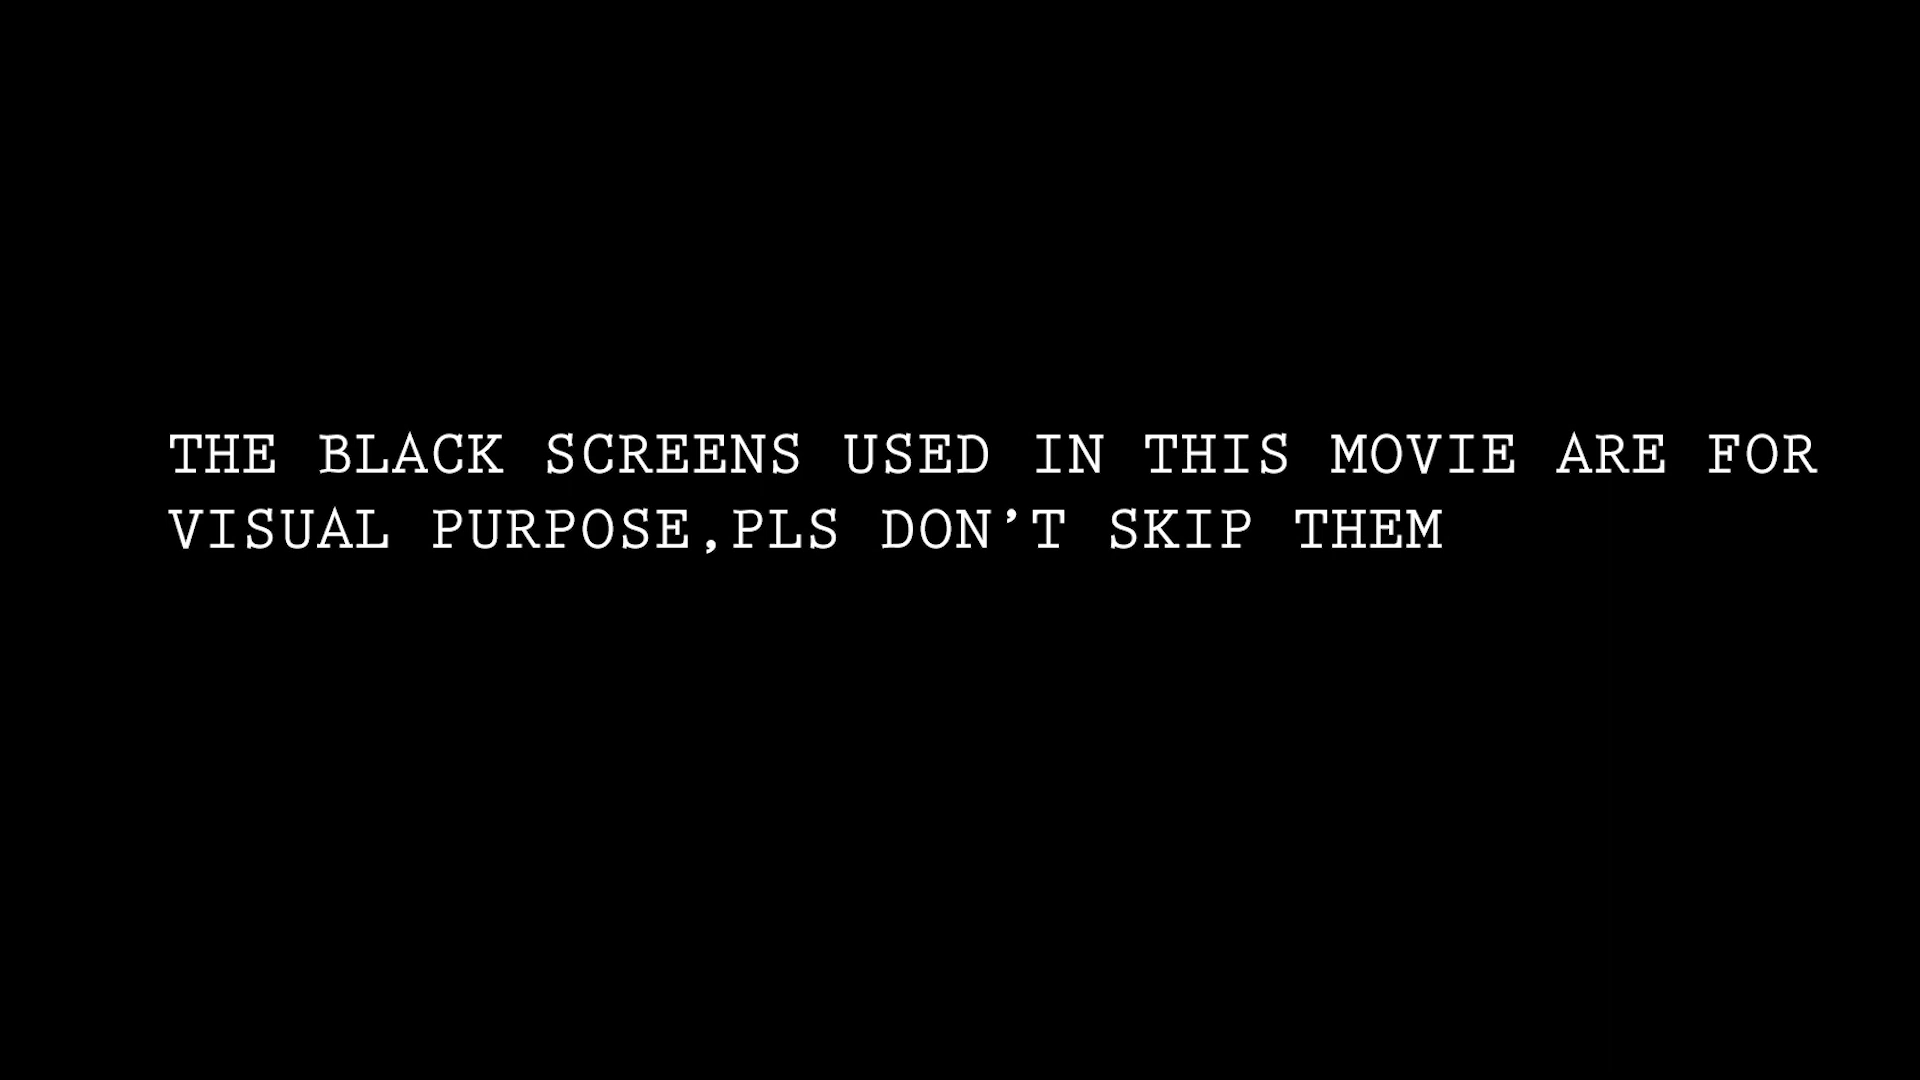 THE BLACK SCREENS USED IN THIS MOVIE ARE FOR
VISUAL PURPOSE,PLS DON’T SKIP THEM